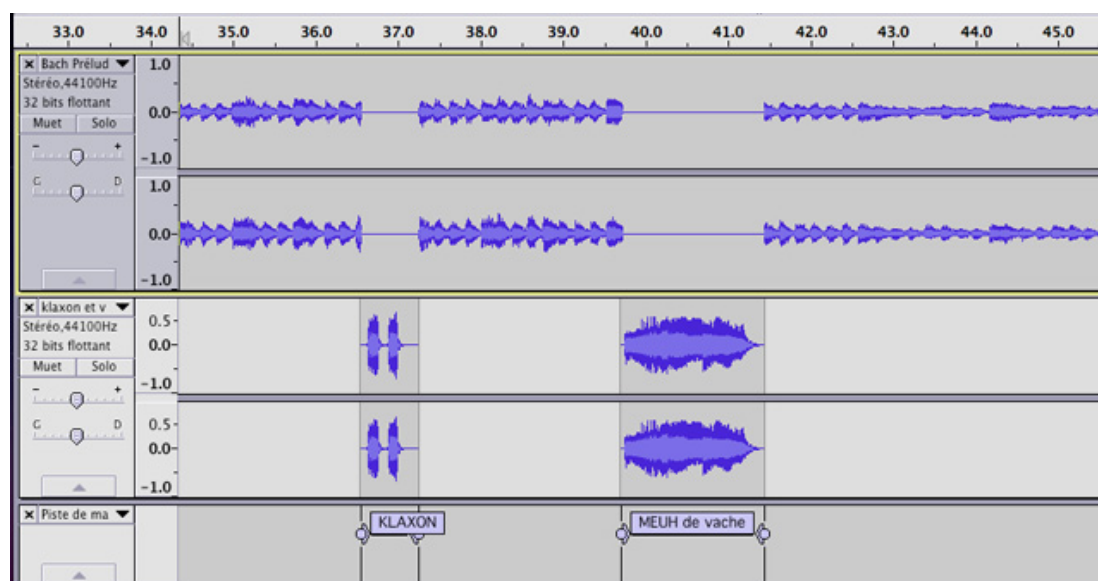 33.0 34.0 35.0 36.0 37.0 38.0 39.0 40.0 41.0 42.0 43.0 44.0 45.0
Bach Prélud 1.0
Stéréo,44100Hz
32 bits flottant 0.0-
Muet Solo
- + -1.0
G D 1.0
0.0-
-1.0
klaxon et v
Stéréo,44100Hz 0.5-
32 bits flottant 0.0-
Muet Solo
- + -1.0
G D 0.5-
0.0-
-1.0
Piste de ma KLAXON MEUH de vache